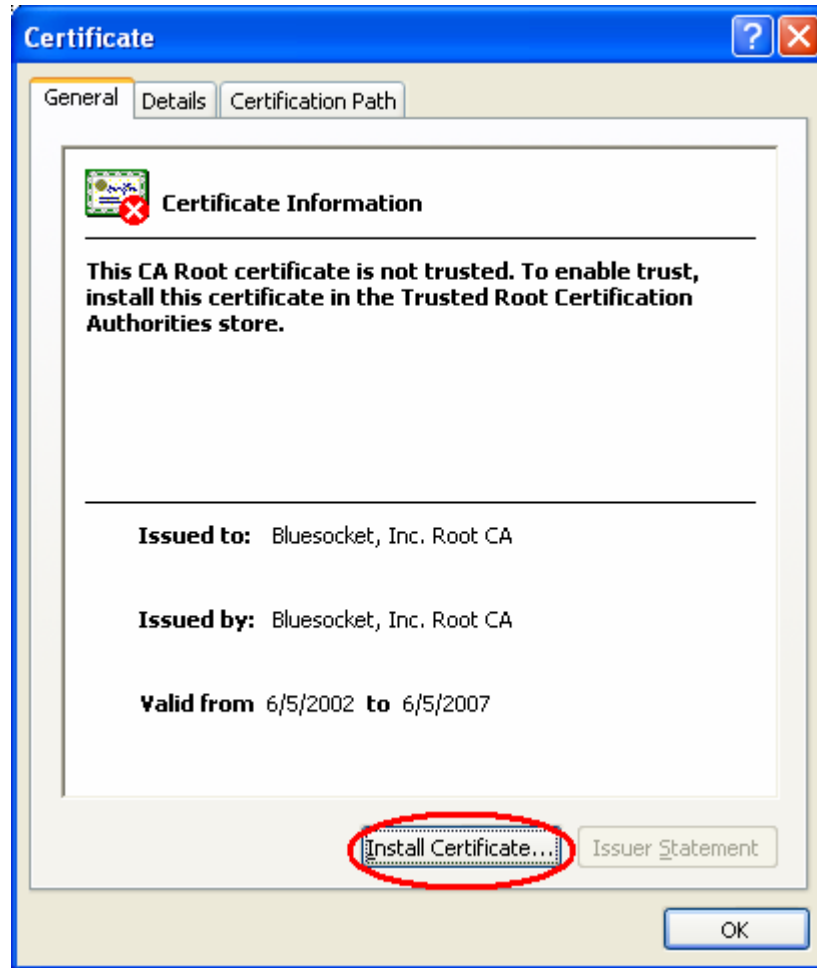 Certificate
General Details Certification Path
Certificate Information
This CA Root certificate is not trusted. To enable trust,
install this certificate in the Trusted Root Certification
Authorities store.
Issued to: Bluesocket, Inc. Root CA
Issued by: Bluesocket, Inc. Root CA
Valid from 6/5/2002 to 6/5/2007
Install Certificate... Issuer Statement
OK